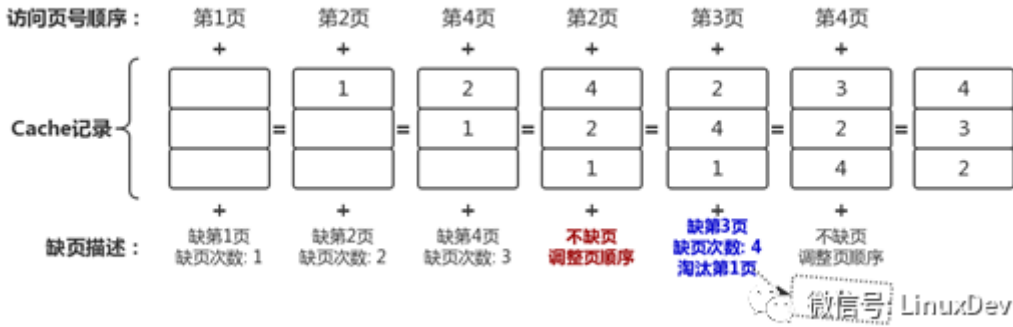 访问页号顺序： 第1页 第2页 第4页 第2页 第3页 第4页
+ + + + + +
1 2 4 2 3 4
Cache记录 = = 1 = 2 = 4 = 2 = 3
1 1 4 2
+ + + + + +
缺页描述： 缺第1页 缺第2页 缺第4页 不缺页 缺第3页 不缺页
缺页次数: 1 缺页次数: 2 缺页次数: 3 调整页顺序 缺页次数: 4 调整页顺序
淘汰第1页
微信号: LinuxDev